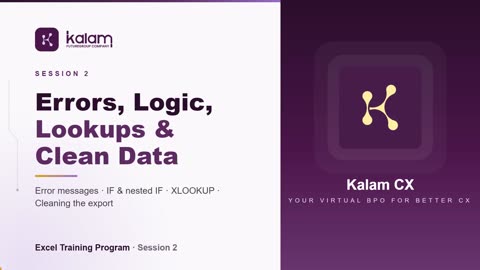 kalam
FUTUREGROUP COMPANY
SESSION 2
Errors, Logic,
Lookups &
Clean Data
Error messages · IF & nested IF · XLOOKUP ·
Cleaning the export
Excel Training Program · Session 2
Kalam CX
YOUR VIRTUAL BPO FOR BETTER CX